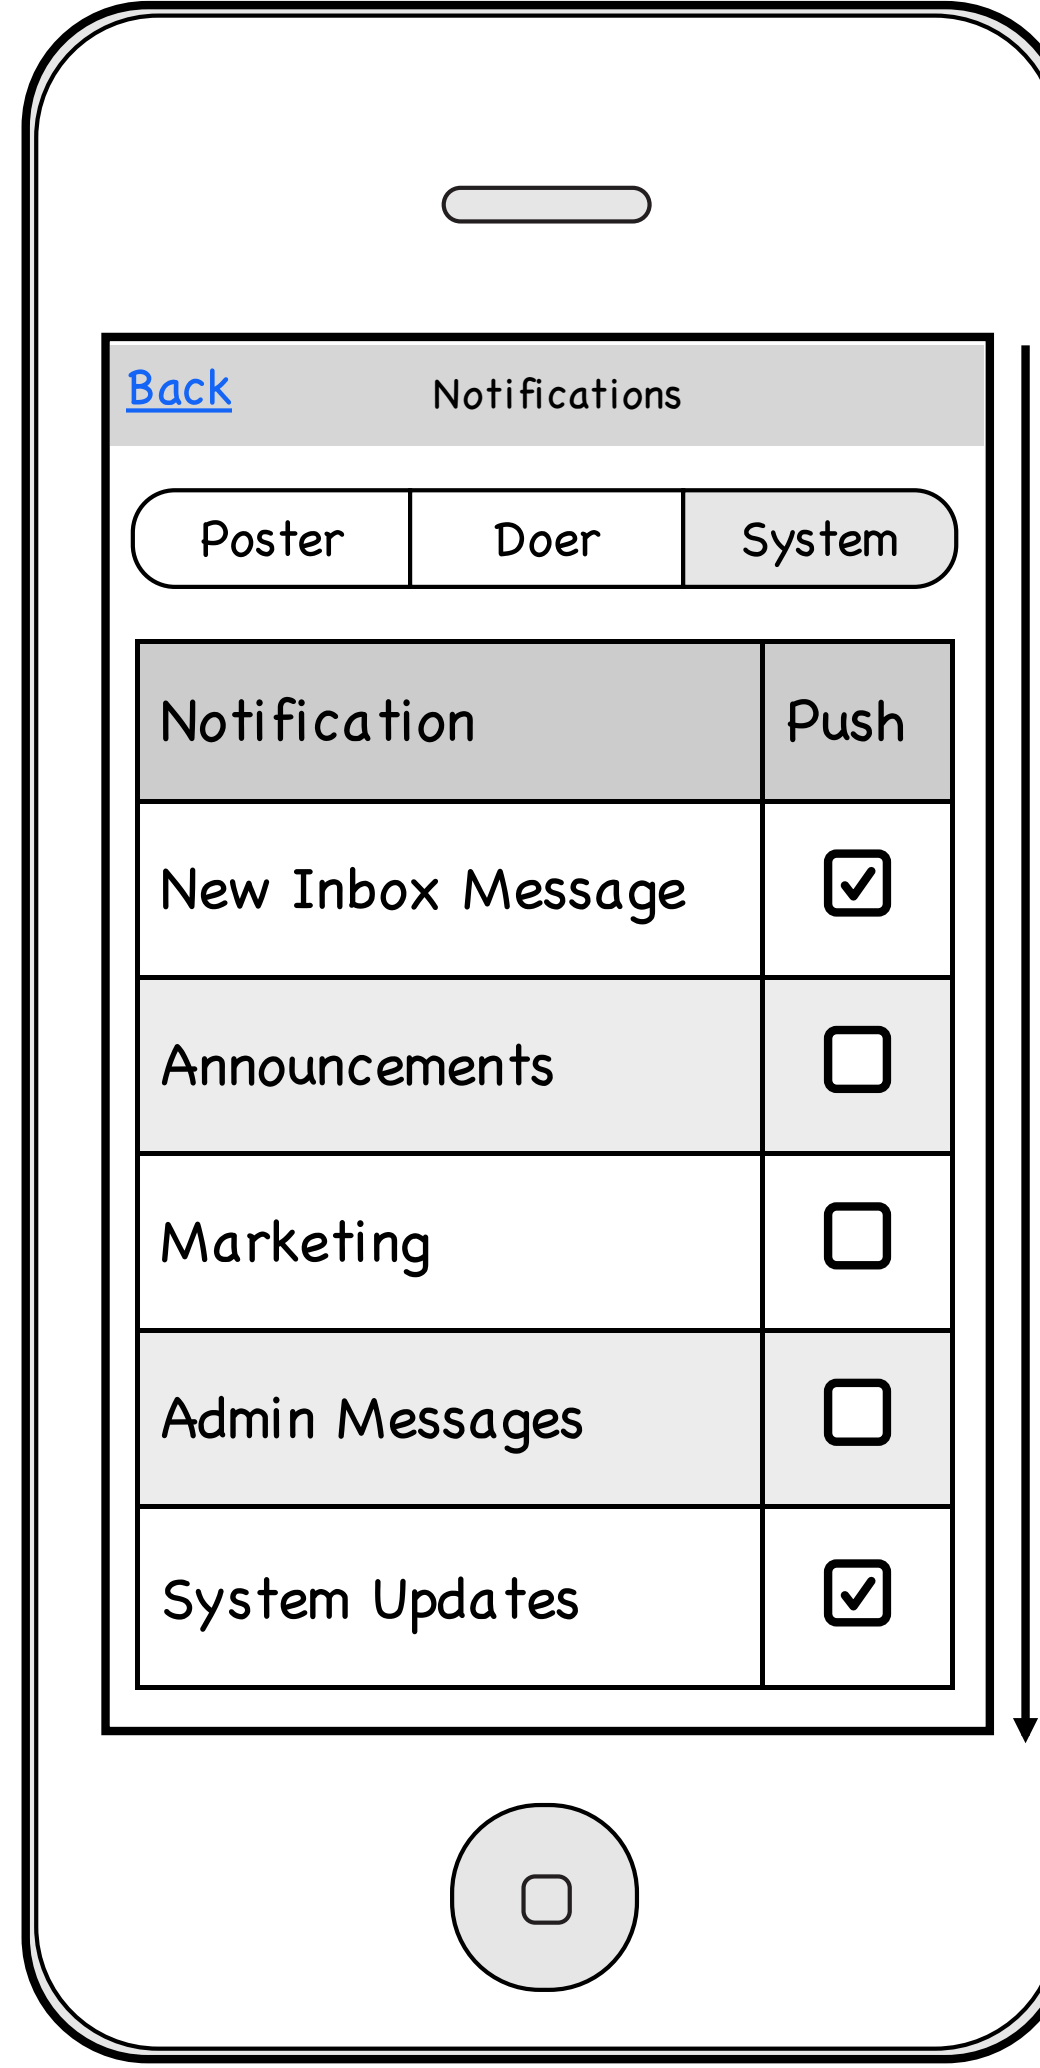 Back Notifications
Poster Doer System
Notification Push
New Inbox Message
Announcements
Marketing
Admin Messages
System Updates